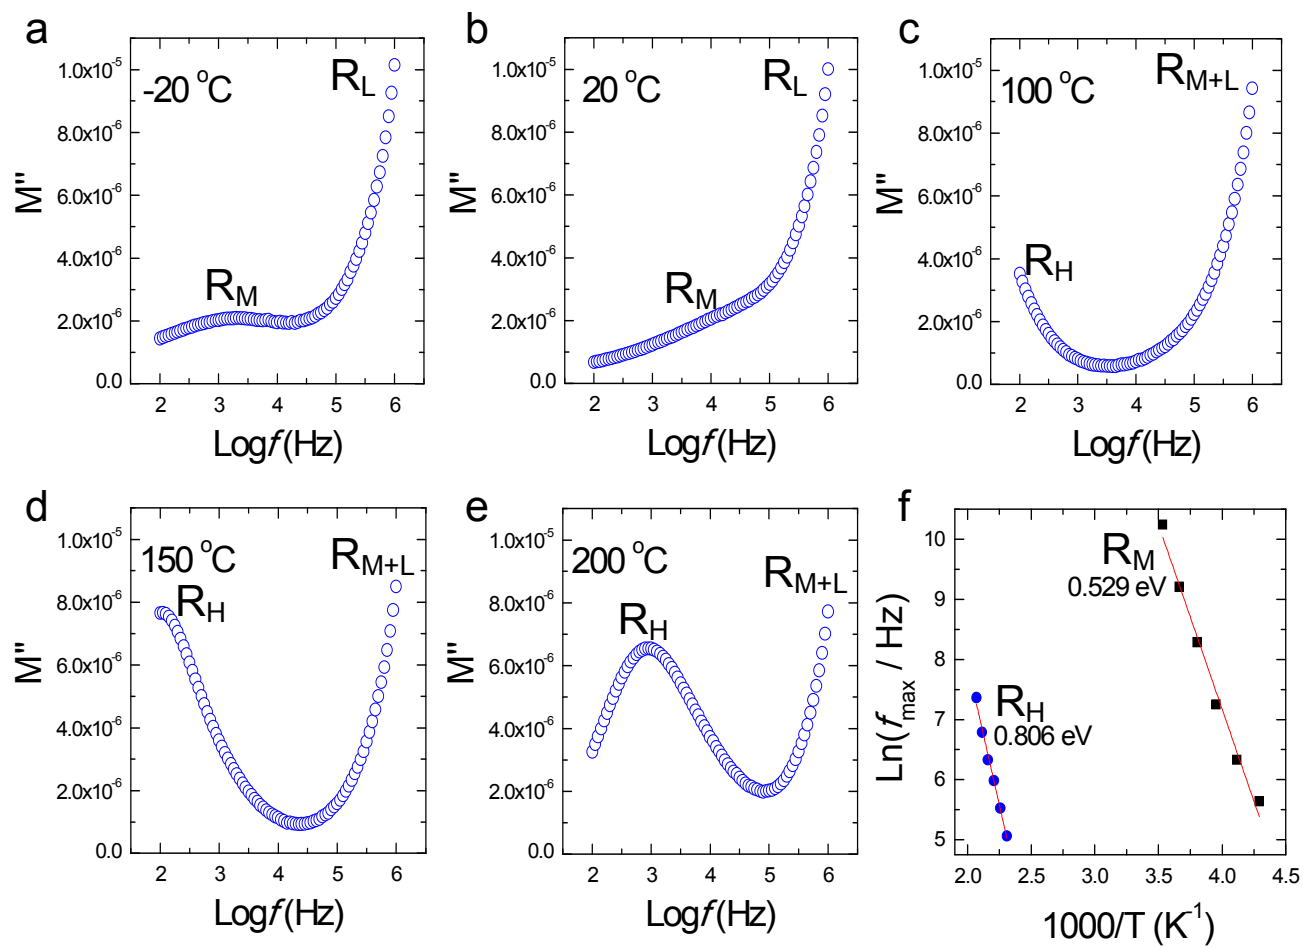 a
-20 °C
R_L
R_M
M''
1.0x10⁻⁵
8.0x10⁻⁶
6.0x10⁻⁶
4.0x10⁻⁶
2.0x10⁻⁶
0.0
2 3 4 5 6
Logf(Hz)
b
20 °C
R_L
R_M
M''
1.0x10⁻⁵
8.0x10⁻⁶
6.0x10⁻⁶
4.0x10⁻⁶
2.0x10⁻⁶
0.0
2 3 4 5 6
Logf(Hz)
c
100 °C
R_M+L
R_H
M''
1.0x10⁻⁵
8.0x10⁻⁶
6.0x10⁻⁶
4.0x10⁻⁶
2.0x10⁻⁶
0.0
2 3 4 5 6
Logf(Hz)
d
150 °C
R_M+L
R_H
M''
1.0x10⁻⁵
8.0x10⁻⁶
6.0x10⁻⁶
4.0x10⁻⁶
2.0x10⁻⁶
0.0
2 3 4 5 6
Logf(Hz)
e
200 °C
R_M+L
R_H
M''
1.0x10⁻⁵
8.0x10⁻⁶
6.0x10⁻⁶
4.0x10⁻⁶
2.0x10⁻⁶
0.0
2 3 4 5 6
Logf(Hz)
f
R_M
0.529 eV
R_H
0.806 eV
Ln(f_max / Hz)
10
9
8
7
6
5
2.0 2.5 3.0 3.5 4.0 4.5
1000/T (K⁻¹)